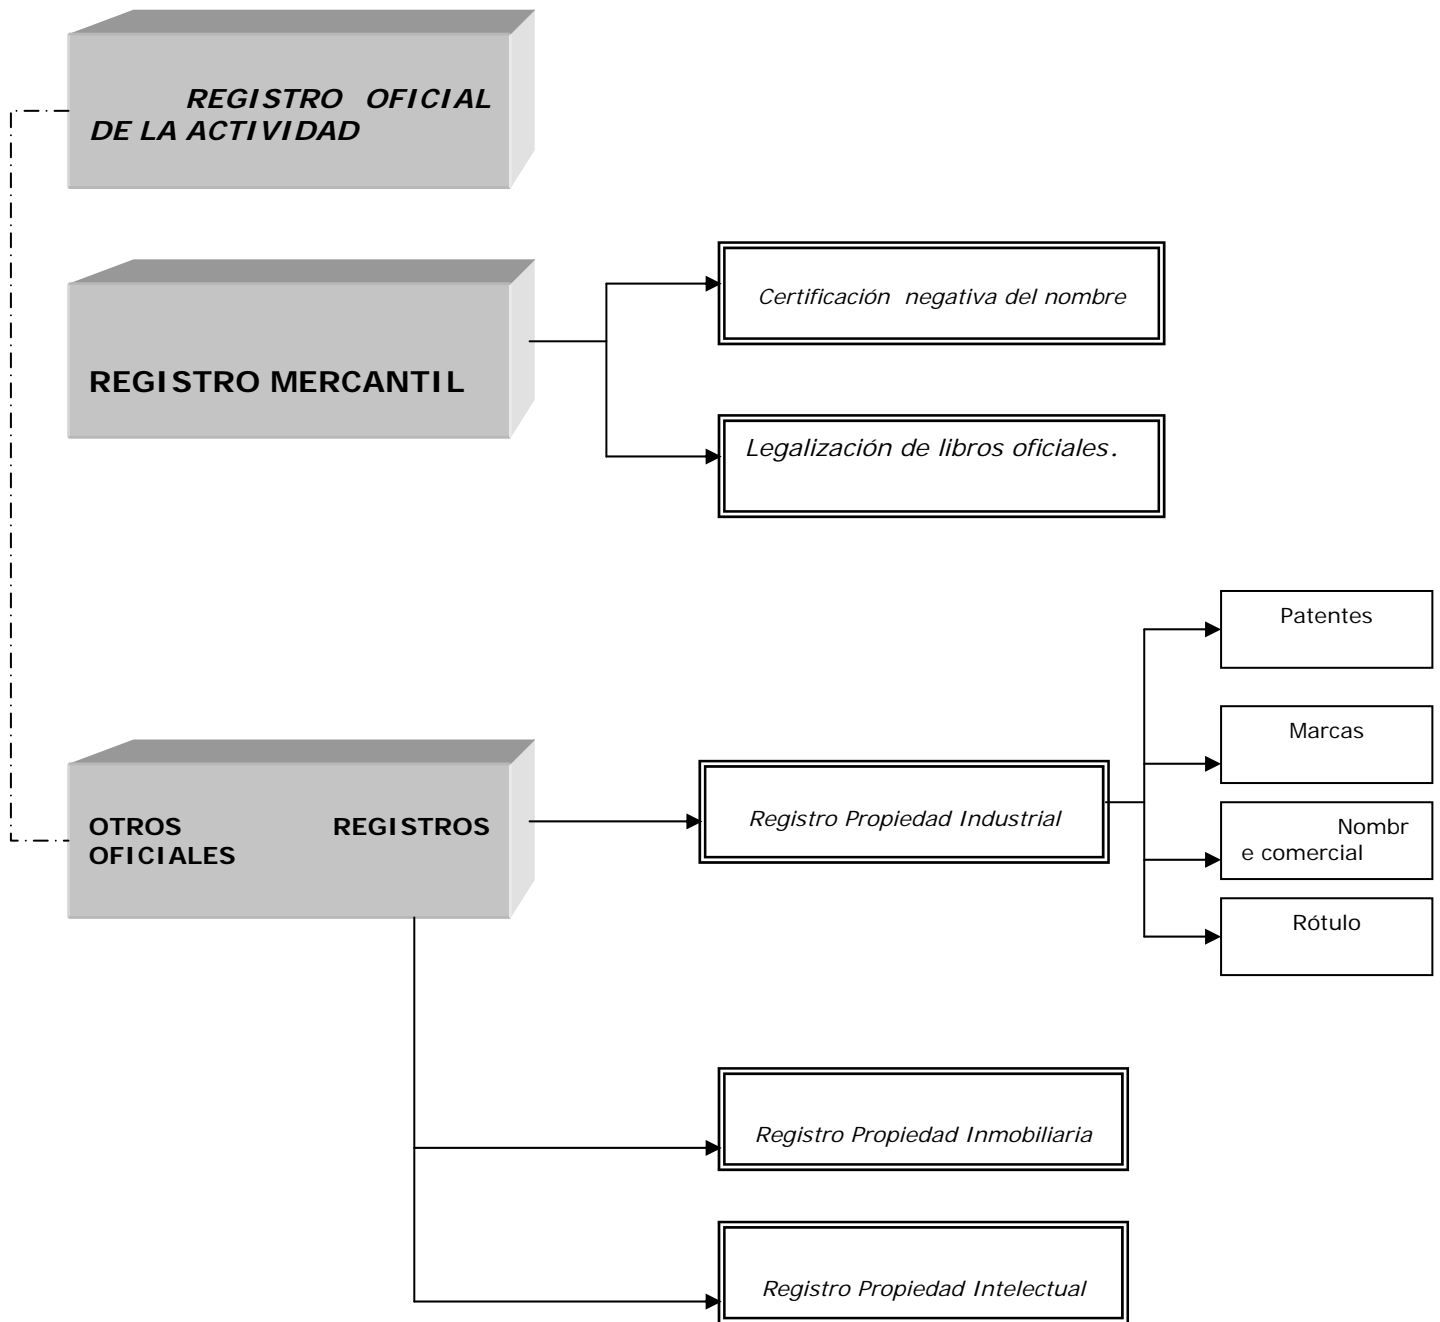 REGISTRO OFICIAL
DE LA ACTIVIDAD
Certificación negativa del nombre
REGISTRO MERCANTIL
Legalización de libros oficiales.
Patentes
Marcas
OTROS REGISTROS
OFICIALES
Registro Propiedad Industrial
Nombr
e comercial
Rótulo
Registro Propiedad Inmobiliaria
Registro Propiedad Intelectual